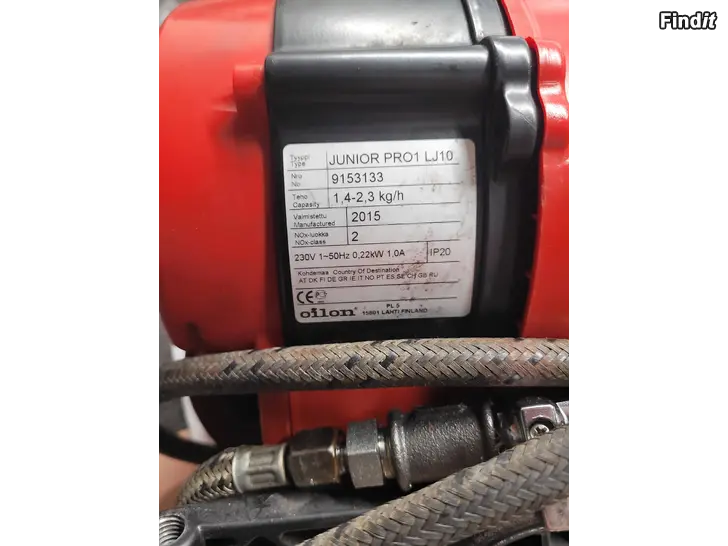 Findit
Tyyppi
Type
JUNIOR PRO1 LJ10
Nro
No
9153133
Teho
Capacity
1,4-2,3 kg/h
Valmistettu
Manufactured
2015
NOx-luokka
NOx-class
2
230V 1~50Hz 0,22kW 1,0A
IP20
Kohdemaa Country Of Destination
AT DK FI DE GR IE IT NO PT ES SE CH GB RU
CE
oilon
PL 5
15801 LAHTI FINLAND